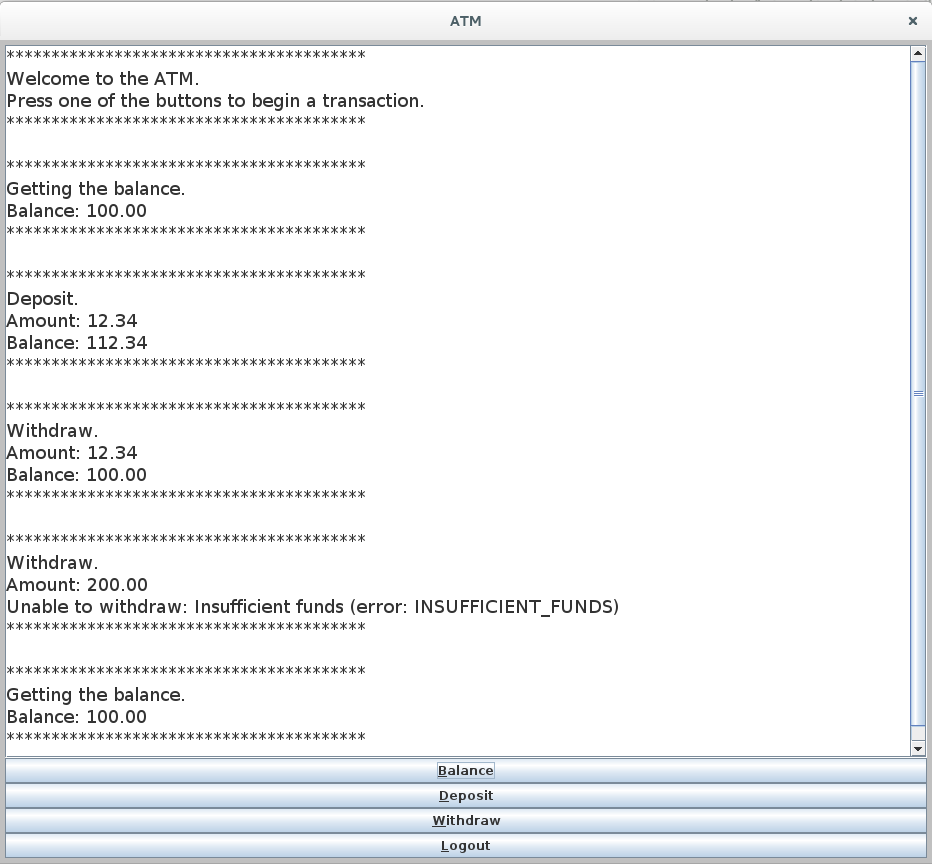 ATM
****************************************
Welcome to the ATM.
Press one of the buttons to begin a transaction.
****************************************
****************************************
Getting the balance.
Balance: 100.00
****************************************
****************************************
Deposit.
Amount: 12.34
Balance: 112.34
****************************************
****************************************
Withdraw.
Amount: 12.34
Balance: 100.00
****************************************
****************************************
Withdraw.
Amount: 200.00
Unable to withdraw: Insufficient funds (error: INSUFFICIENT_FUNDS)
****************************************
****************************************
Getting the balance.
Balance: 100.00
****************************************
Balance
Deposit
Withdraw
Logout